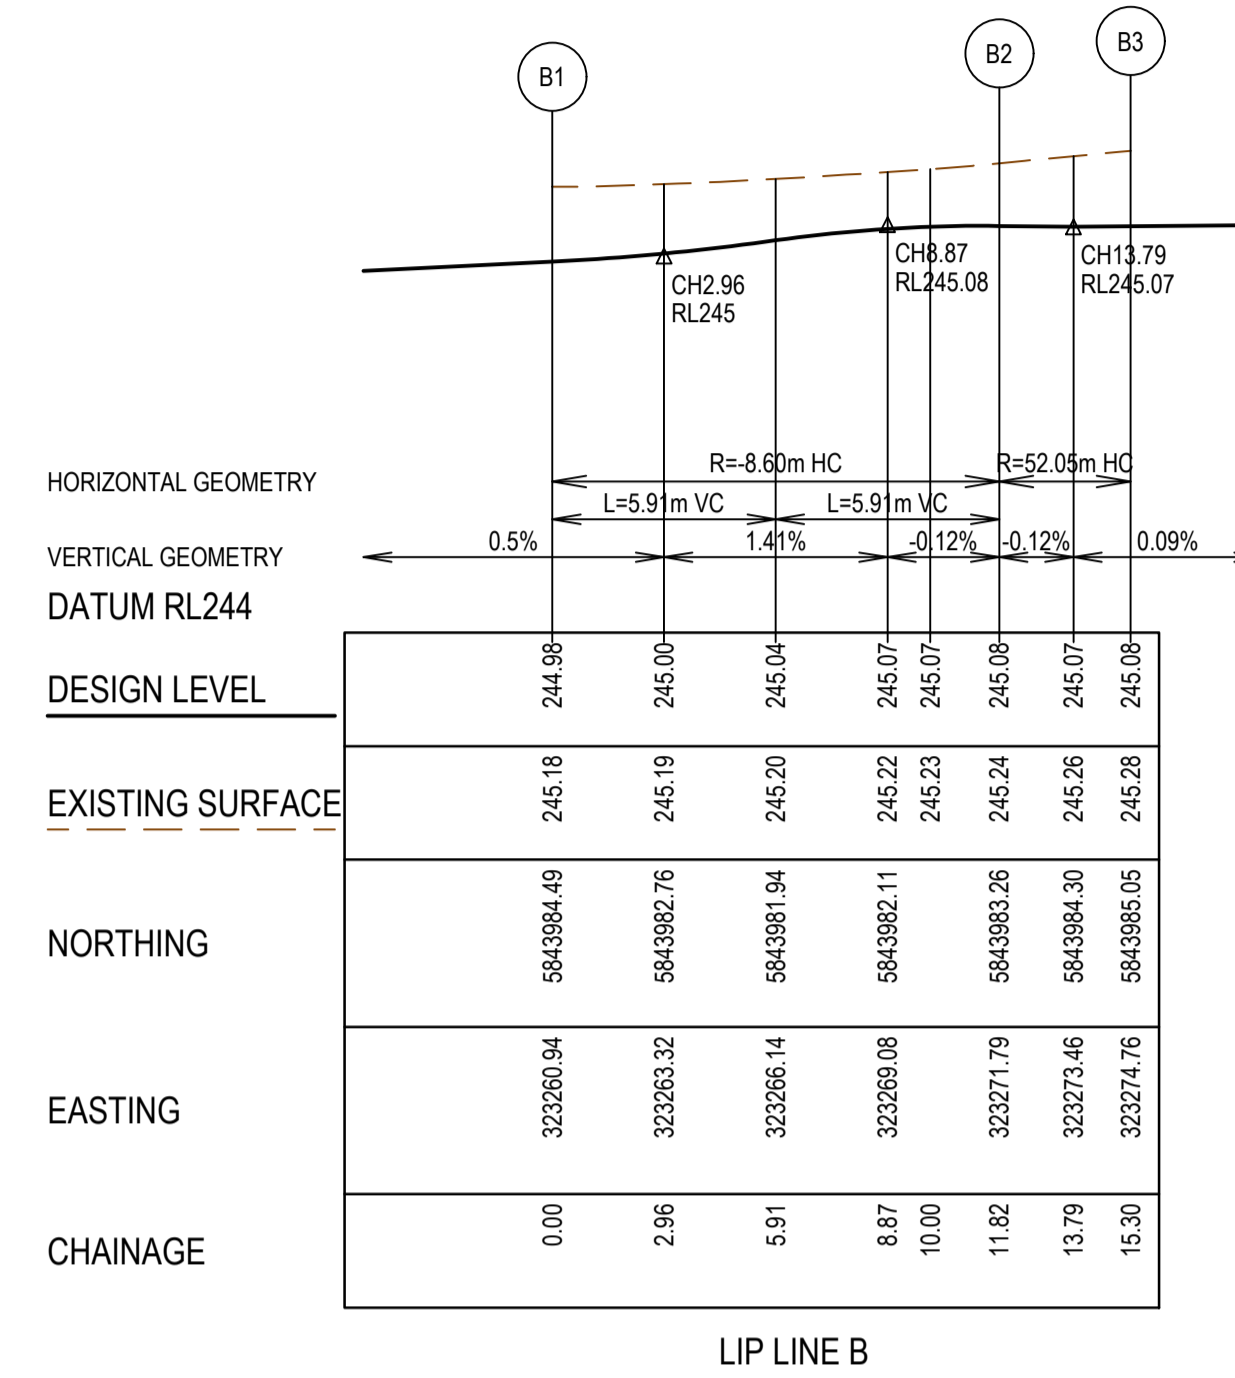 B1
B2
B3
CH2.96
RL245
CH8.87
RL245.08
CH13.79
RL245.07
HORIZONTAL GEOMETRY
R=-8.60m HC
R=52.05m HC
L=5.91m VC
L=5.91m VC
VERTICAL GEOMETRY
0.5%
1.41%
-0.12%
-0.12%
0.09%
DATUM RL244
DESIGN LEVEL
244.98
245.00
245.04
245.07
245.07
245.08
245.07
245.08
EXISTING SURFACE
245.18
245.19
245.20
245.22
245.23
245.24
245.26
245.28
NORTHING
5843984.49
5843982.76
5843981.94
5843982.11
5843983.26
5843984.30
5843985.05
EASTING
323260.94
323263.32
323266.14
323269.08
323271.79
323273.46
323274.76
CHAINAGE
0.00
2.96
5.91
8.87
10.00
11.82
13.79
15.30
LIP LINE B